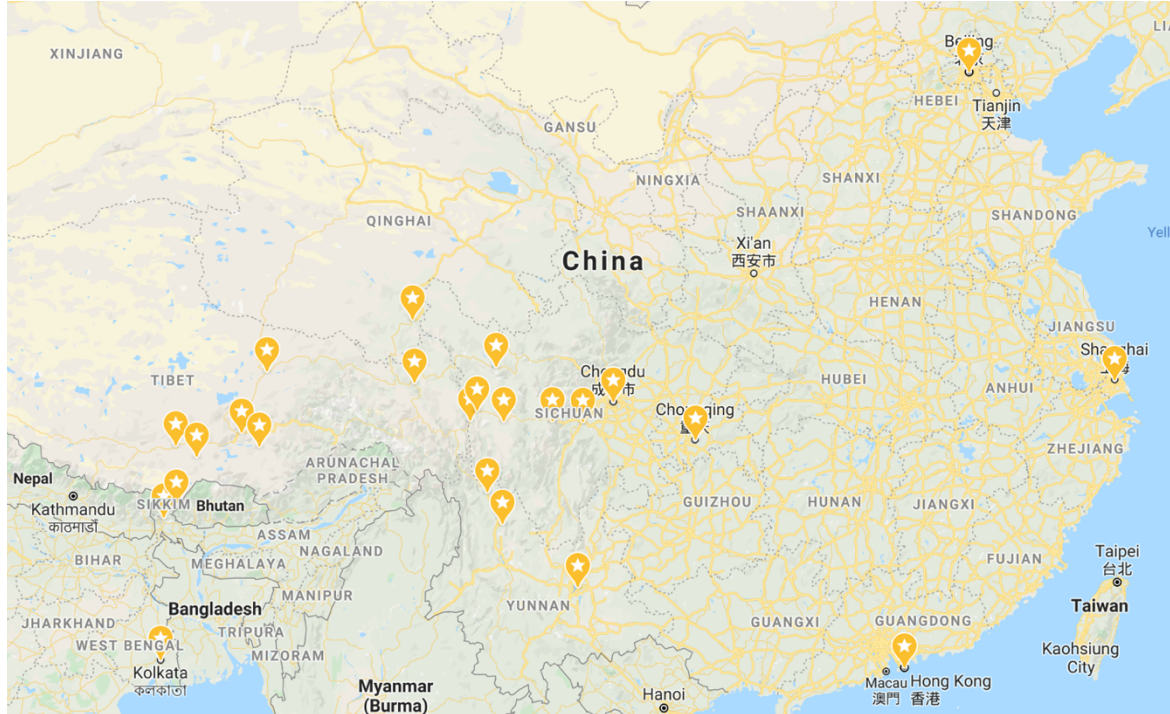 XINJIANG
Beijing
LIA
HEBEI
Tianjin
天津
GANSU
NINGXIA
SHANXI
SHAANXI
SHANDONG
QINGHAI
Yell
Xi'an
西安市
China
HENAN
JIANGSU
Shanghai
TIBET
Chengdu
成 市
HUBEI
ANHUI
SICHUAN
Chongqing
ZHEJIANG
ARUNACHAL
PRADESH
Nepal
SIKKIM
Bhutan
Kathmandu
काठमाडौँ
GUIZHOU
HUNAN
JIANGXI
ASSAM
NAGALAND
BIHAR
MEGHALAYA
FUJIAN
Taipei
台北
MANIPUR
YUNNAN
Bangladesh
Taiwan
JHARKHAND
TRIPURA
GUANGXI
GUANGDONG
WEST BENGAL
MIZORAM
Kaohsiung
City
Kolkata
কলকাতা
Macau
澳門
Hong Kong
香港
Myanmar
(Burma)
Hanoi